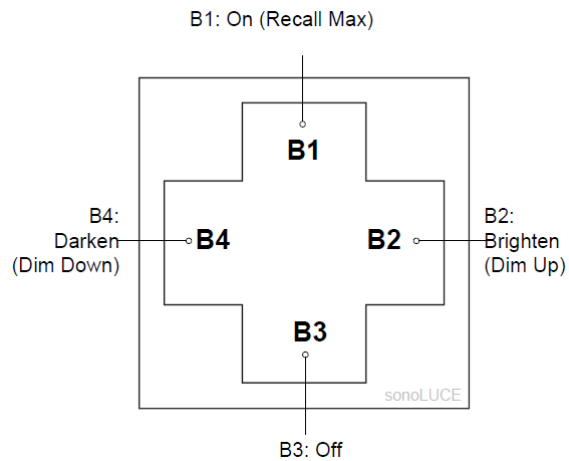 B1: On (Recall Max)
B1
B4:
Darken
(Dim Down)
B4
B2
B2:
Brighten
(Dim Up)
B3
sonoLUCE
B3: Off